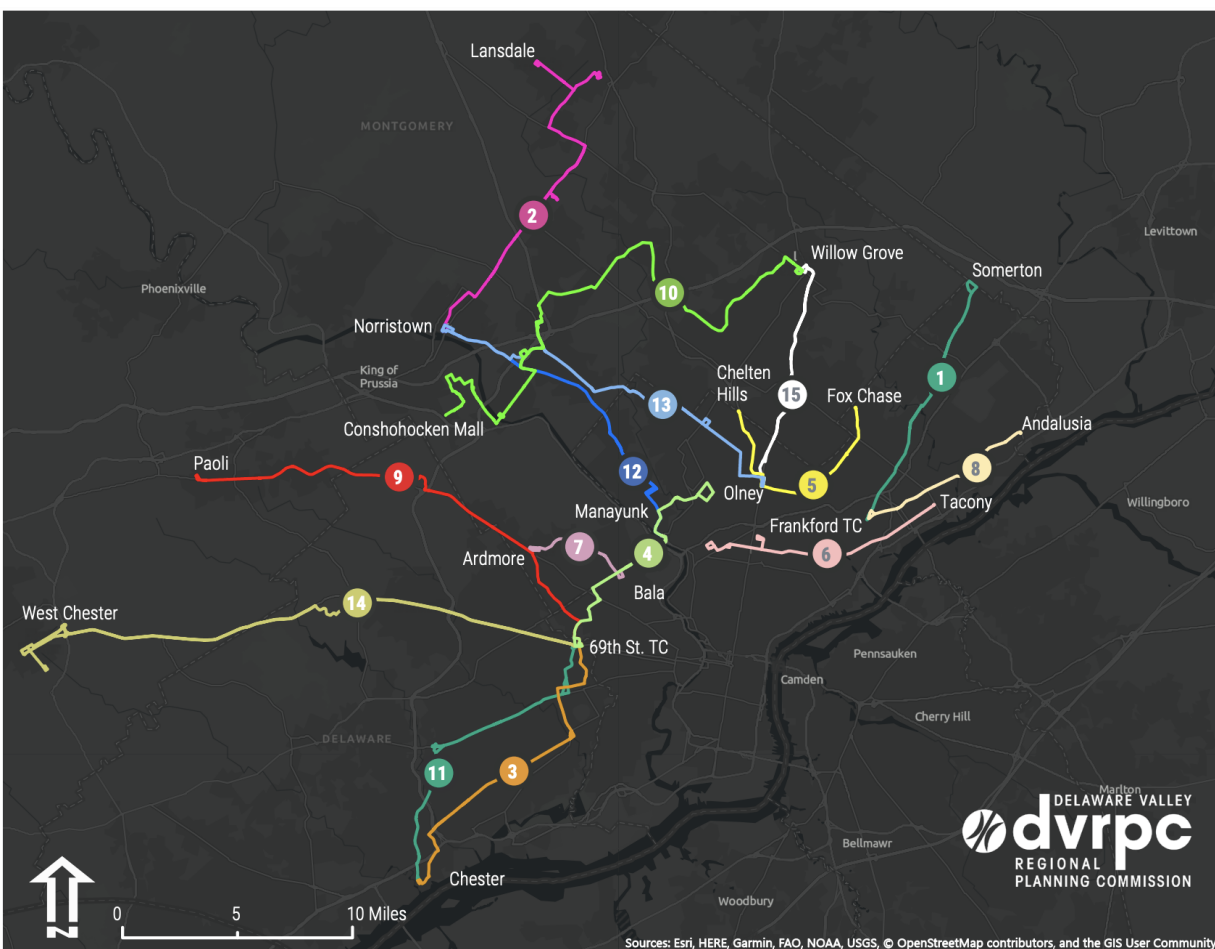 Lansdale
MONTGOMERY
2
Levittown
Willow Grove
Somerton
Phoenixville
10
Norristown
King of
Prussia
Chelten
Hills
15
1
Fox Chase
13
Conshohocken Mall
Andalusia
Paoli
9
12
8
Olney
5
Tacony
Willingboro
Manayunk
Frankford TC
7
4
6
Ardmore
Bala
14
West Chester
69th St. TC
Pennsauken
Camden
Cherry Hill
DELAWARE
11
3
Marlton
DELAWARE VALLEY
dvrpc
REGIONAL
PLANNING COMMISSION
Bellmawr
Chester
Woodbury
N
0 5 10 Miles
Sources: Esri, HERE, Garmin, FAO, NOAA, USGS, © OpenStreetMap contributors, and the GIS User Community